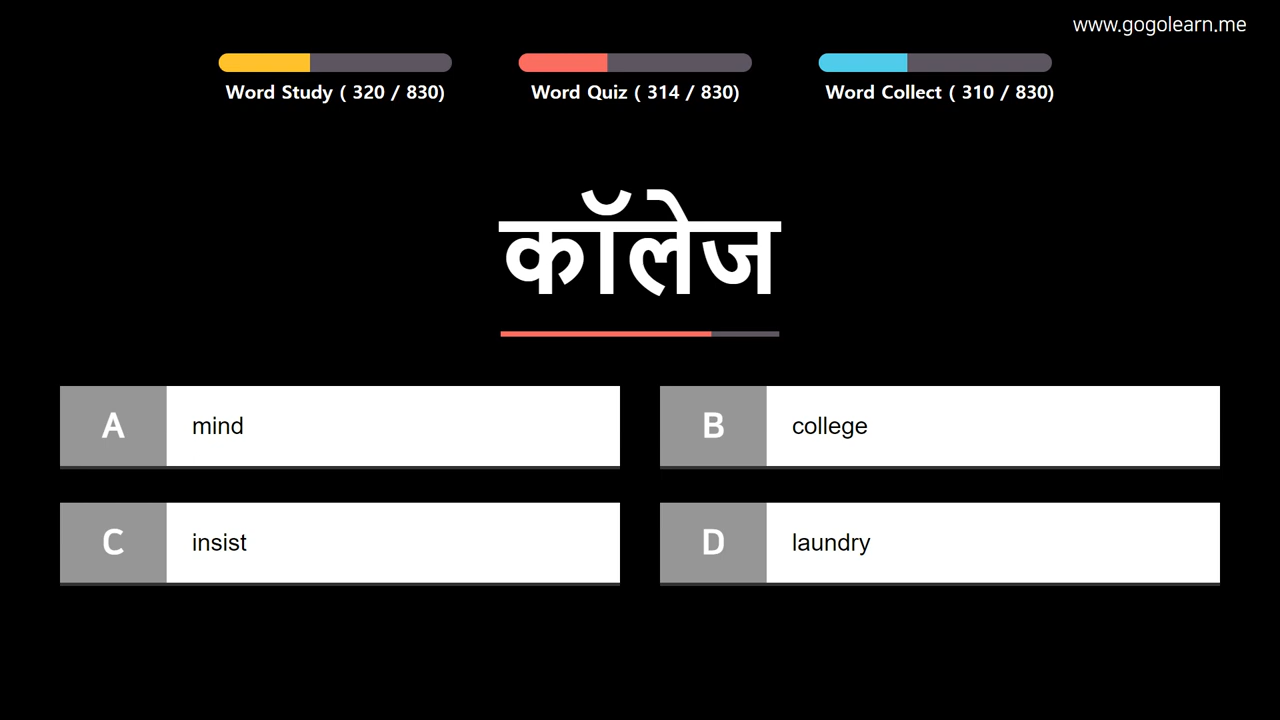 www.gogolearn.me
Word Study ( 320 / 830)
Word Quiz ( 314 / 830)
Word Collect ( 310 / 830)
कॉलेज
A mind
B college
C insist
D laundry